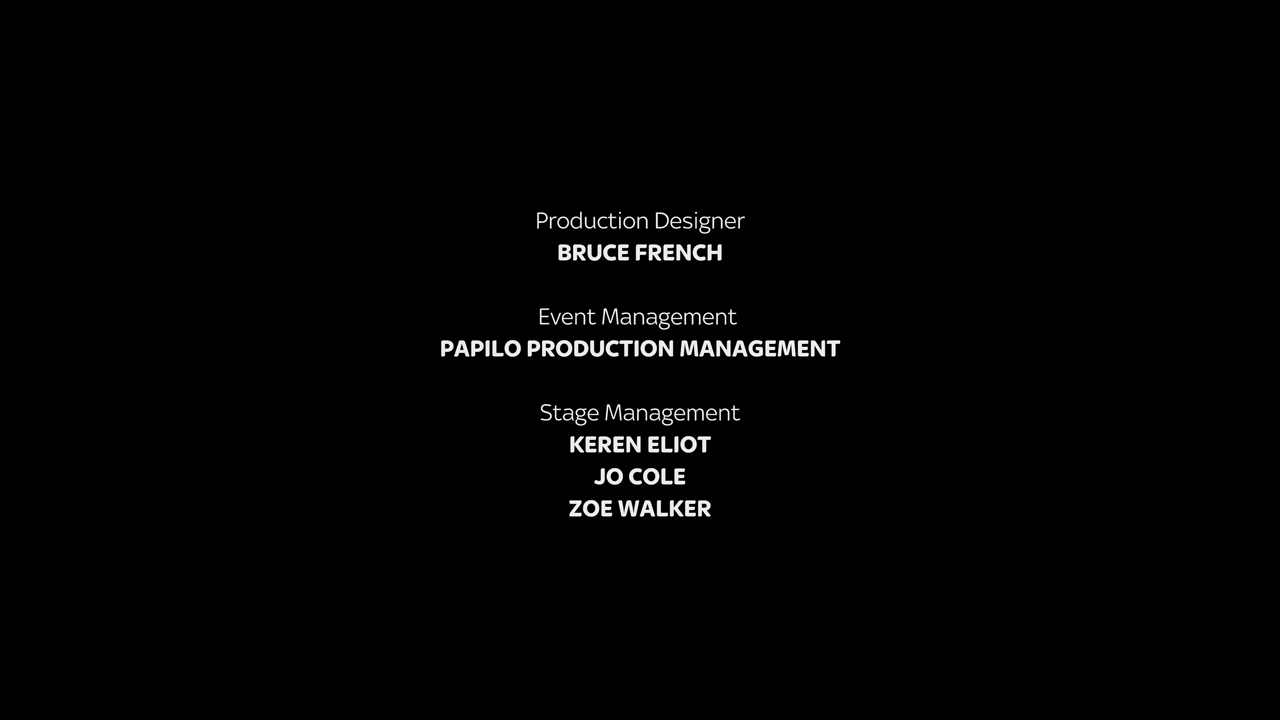 Production Designer
BRUCE FRENCH
Event Management
PAPILO PRODUCTION MANAGEMENT
Stage Management
KEREN ELIOT
JO COLE
ZOE WALKER